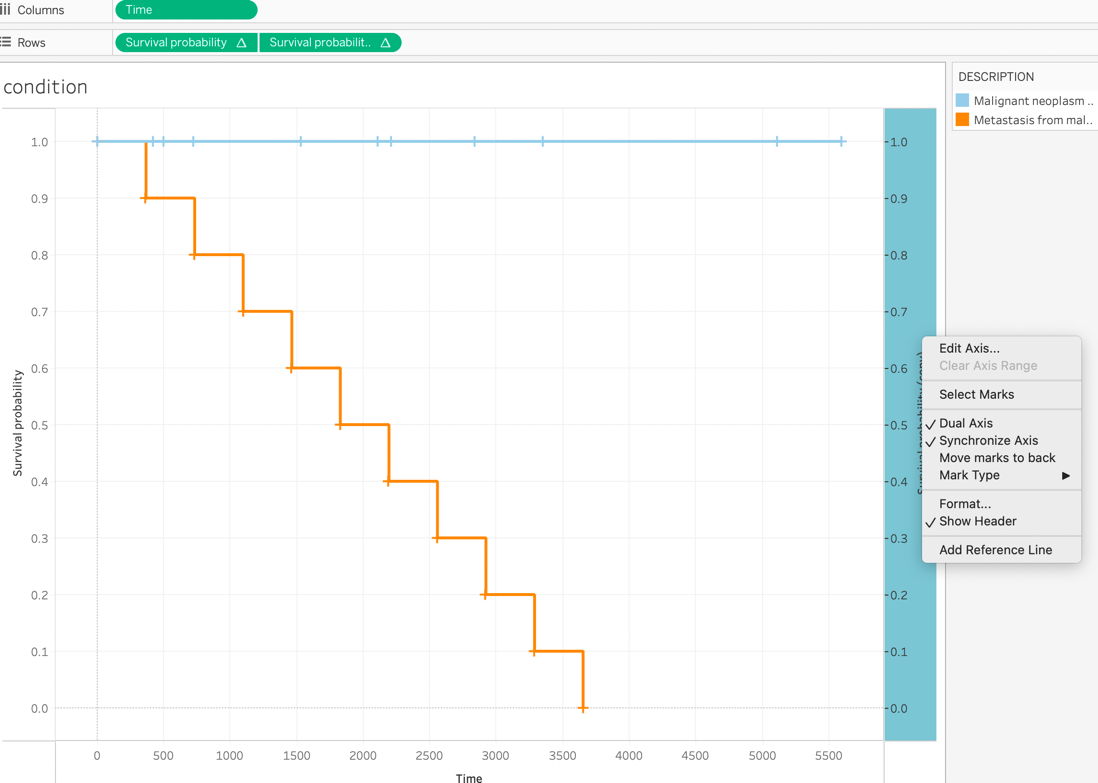 Columns
Time
Rows
Survival probability
Survival probabilit..
condition
DESCRIPTION
Malignant neoplasm ..
Metastasis from mal..
Survival probability
1.0
0.9
0.8
0.7
0.6
0.5
0.4
0.3
0.2
0.1
0.0
1.0
0.9
0.8
0.7
0.6
0.5
0.4
0.3
0.2
0.1
0.0
Edit Axis...
Clear Axis Range
Select Marks
Dual Axis
Synchronize Axis
Move marks to back
Mark Type
Format...
Show Header
Add Reference Line
0 500 1000 1500 2000 2500 3000 3500 4000 4500 5000 5500
Time